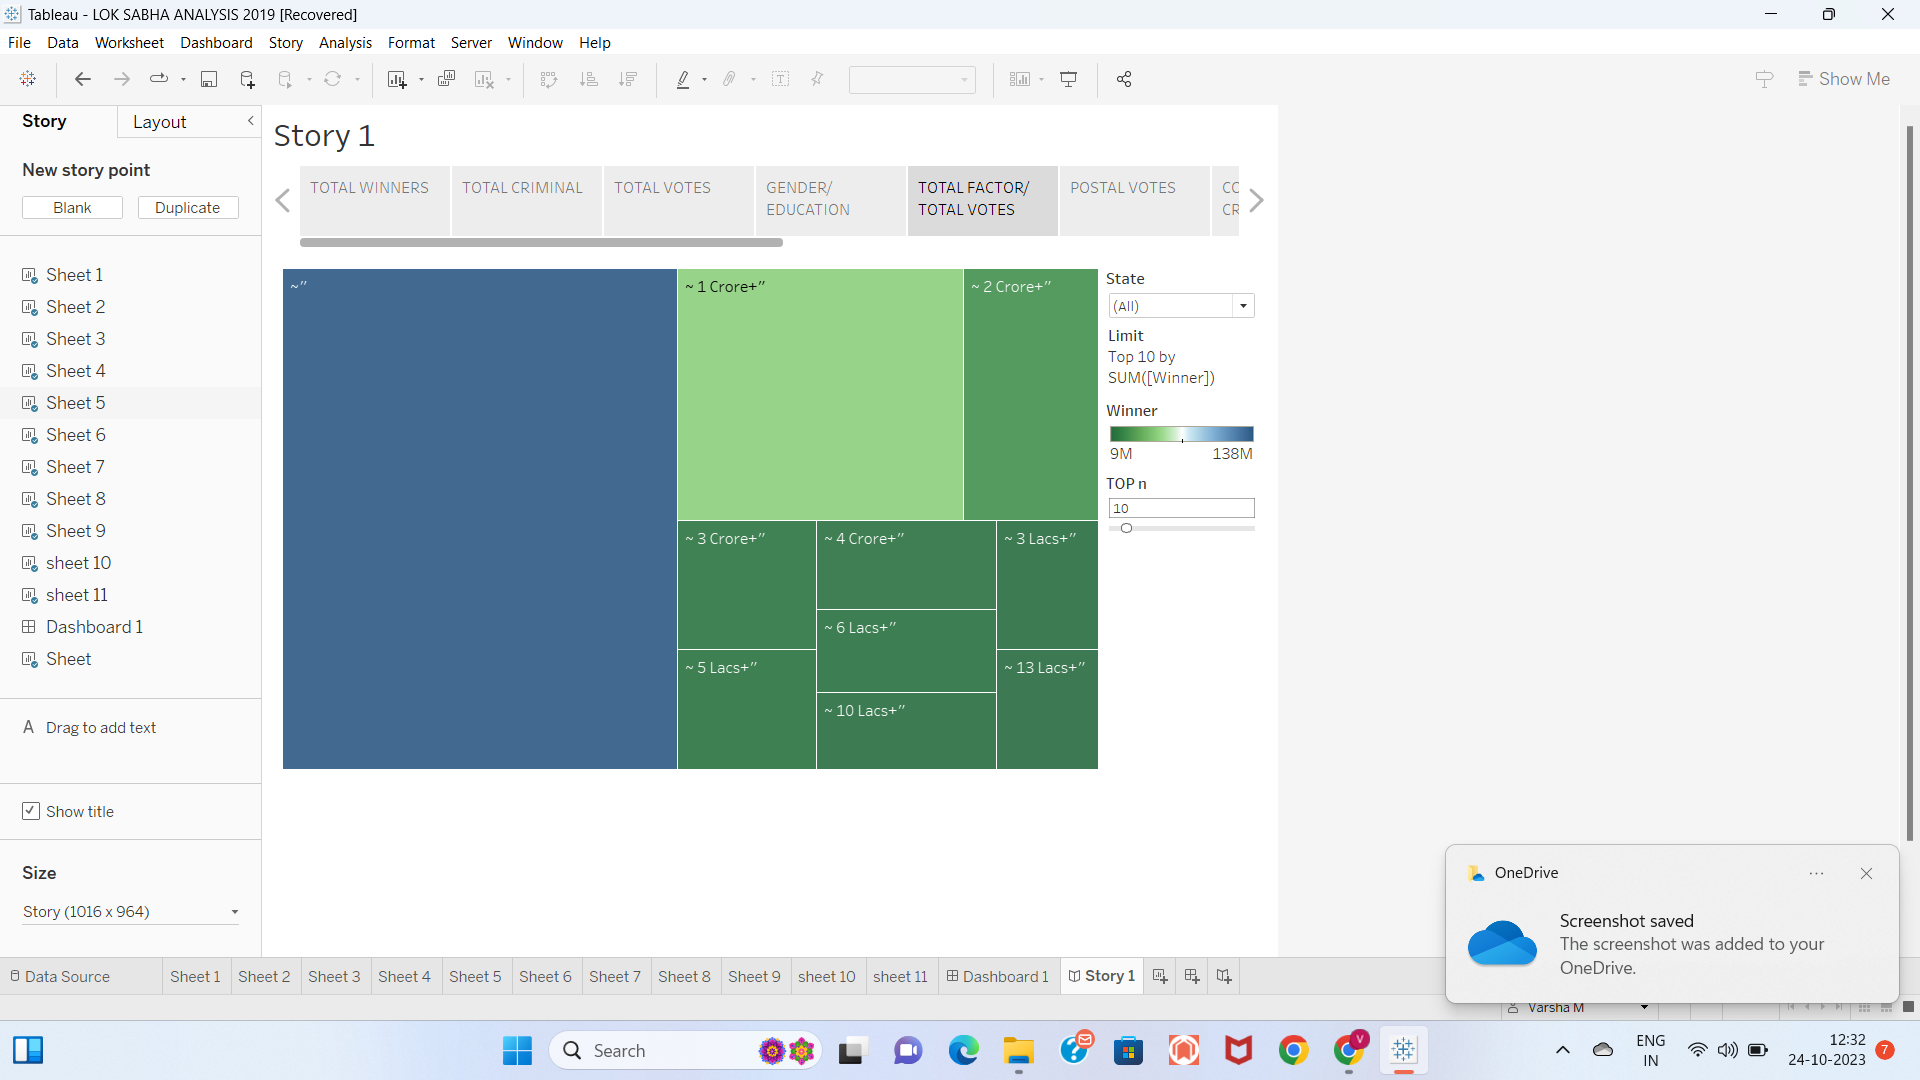 Tableau - LOK SABHA ANALYSIS 2019 [Recovered]
File Data Worksheet Dashboard Story Analysis Format Server Window Help
Show Me
Story Layout
New story point
Blank Duplicate
Sheet 1
Sheet 2
Sheet 3
Sheet 4
Sheet 5
Sheet 6
Sheet 7
Sheet 8
Sheet 9
sheet 10
sheet 11
Dashboard 1
Sheet
A Drag to add text
Show title
Size
Story (1016 x 964)
Story 1
TOTAL WINNERS
TOTAL CRIMINAL
TOTAL VOTES
GENDER/
EDUCATION
TOTAL FACTOR/
TOTAL VOTES
POSTAL VOTES
CO
CR
~"
~ 1 Crore+"
~ 2 Crore+"
~ 3 Crore+"
~ 4 Crore+"
~ 3 Lacs+"
~ 6 Lacs+"
~ 5 Lacs+"
~ 13 Lacs+"
~ 10 Lacs+"
State
(All)
Limit
Top 10 by
SUM([Winner])
Winner
9M 138M
TOP n
10
OneDrive
Screenshot saved
The screenshot was added to your
OneDrive.
Data Source Sheet 1 Sheet 2 Sheet 3 Sheet 4 Sheet 5 Sheet 6 Sheet 7 Sheet 8 Sheet 9 sheet 10 sheet 11 Dashboard 1 Story 1
Varsha M
Search
V
ENG
IN
12:32
24-10-2023
7